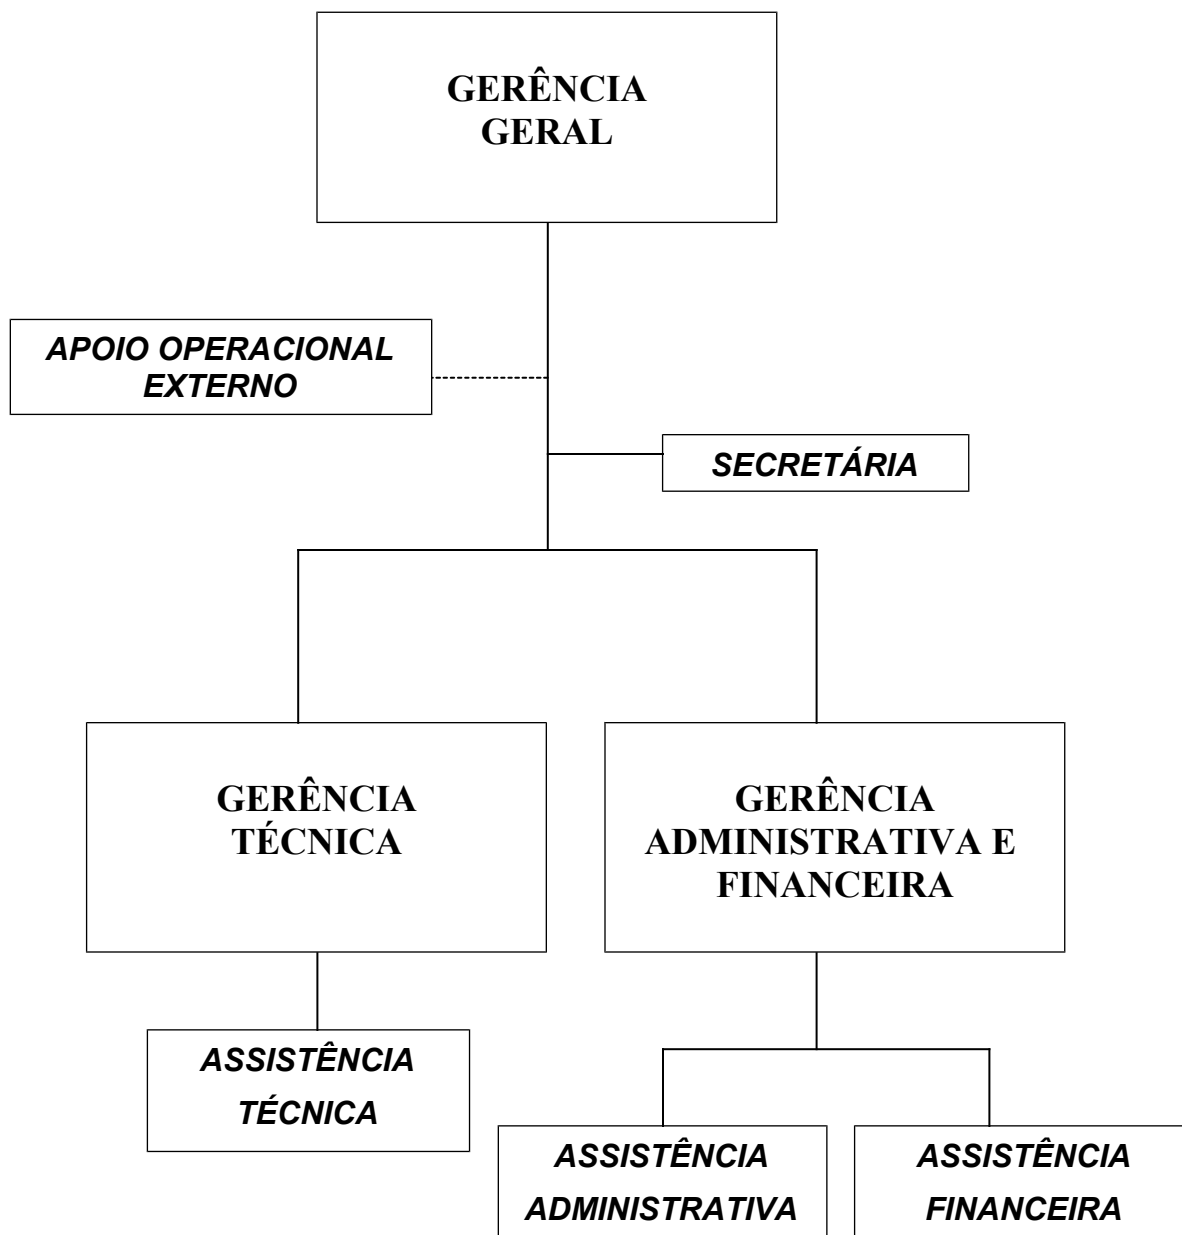 GERÊNCIA
GERAL
APOIO OPERACIONAL
EXTERNO
SECRETÁRIA
GERÊNCIA
TÉCNICA
GERÊNCIA
ADMINISTRATIVA E
FINANCEIRA
ASSISTÊNCIA
TÉCNICA
ASSISTÊNCIA
ADMINISTRATIVA
ASSISTÊNCIA
FINANCEIRA